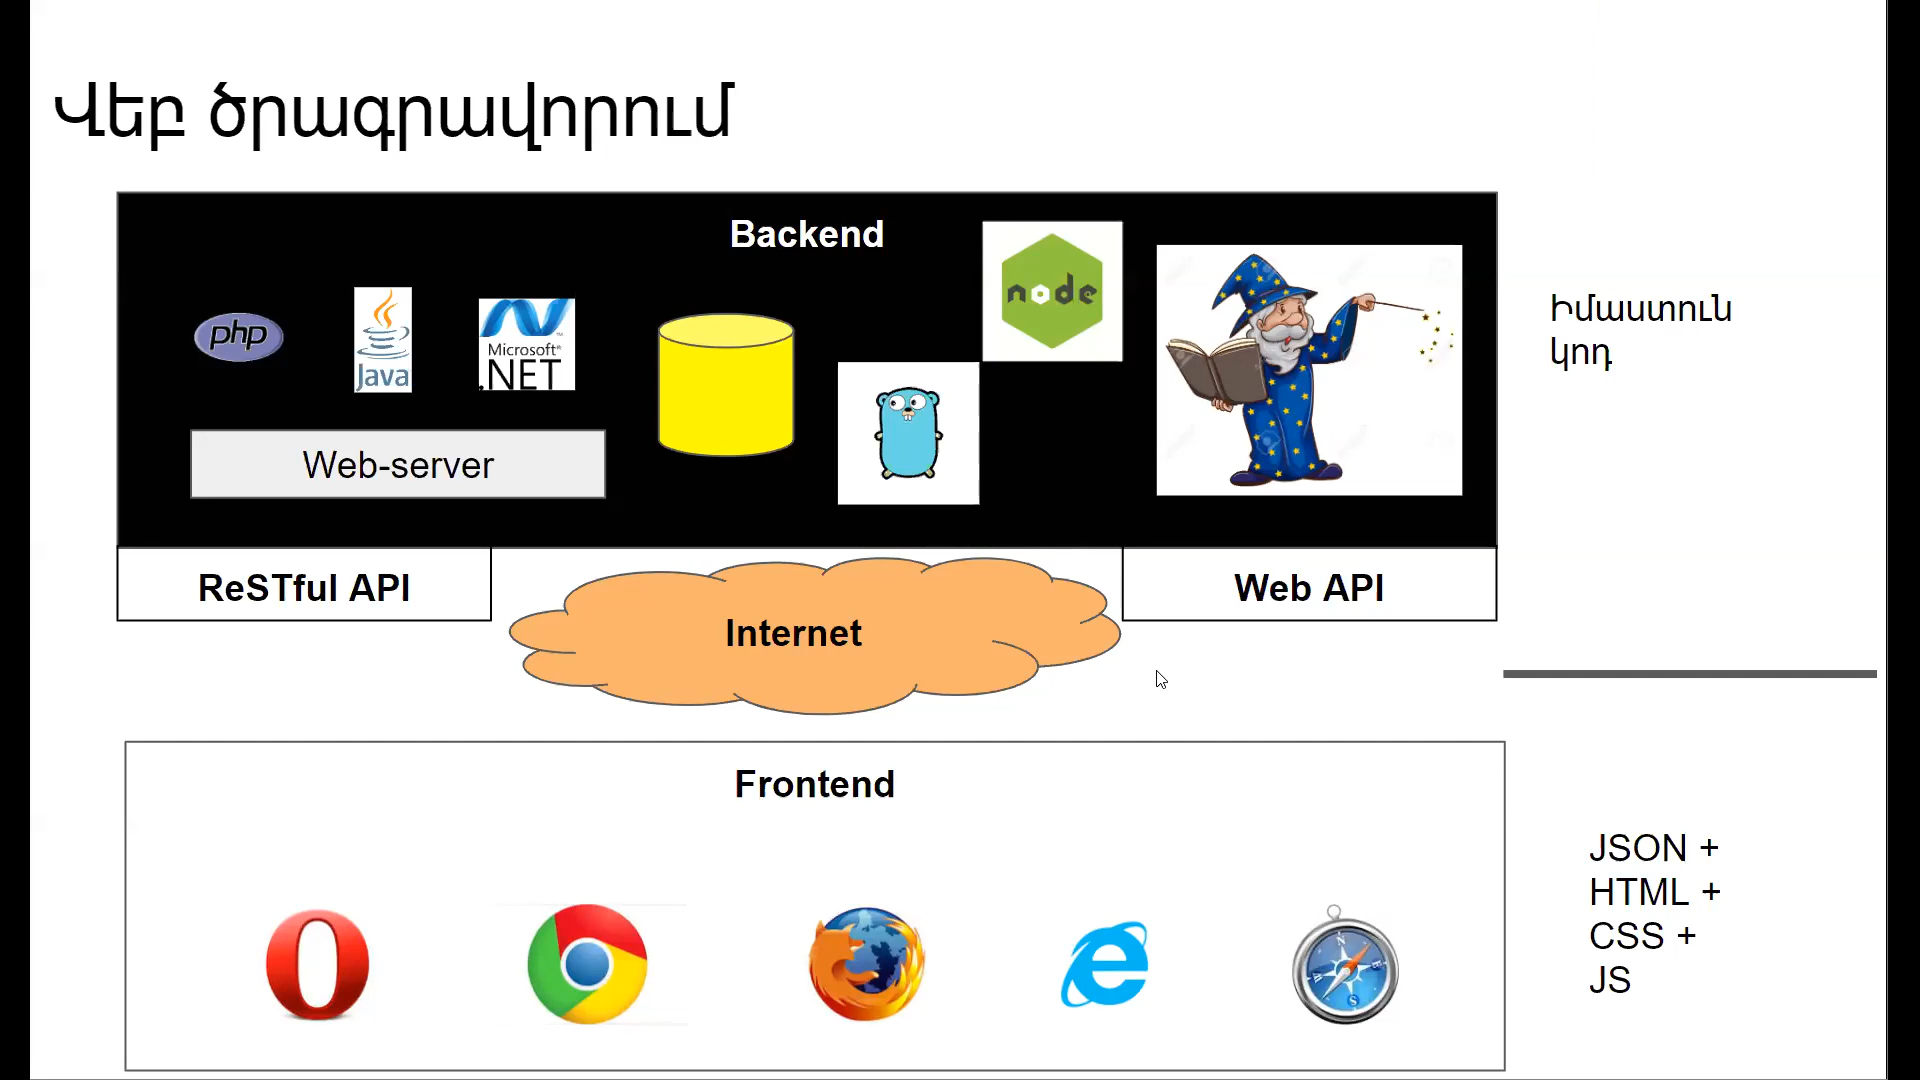 Վեբ ծրագրավորում
Backend
php
Java
Microsoft®
.NET
node
Web-server
Իմաստուն
կոդ
ReSTful API
Internet
Web API
Frontend
JSON +
HTML +
CSS +
JS